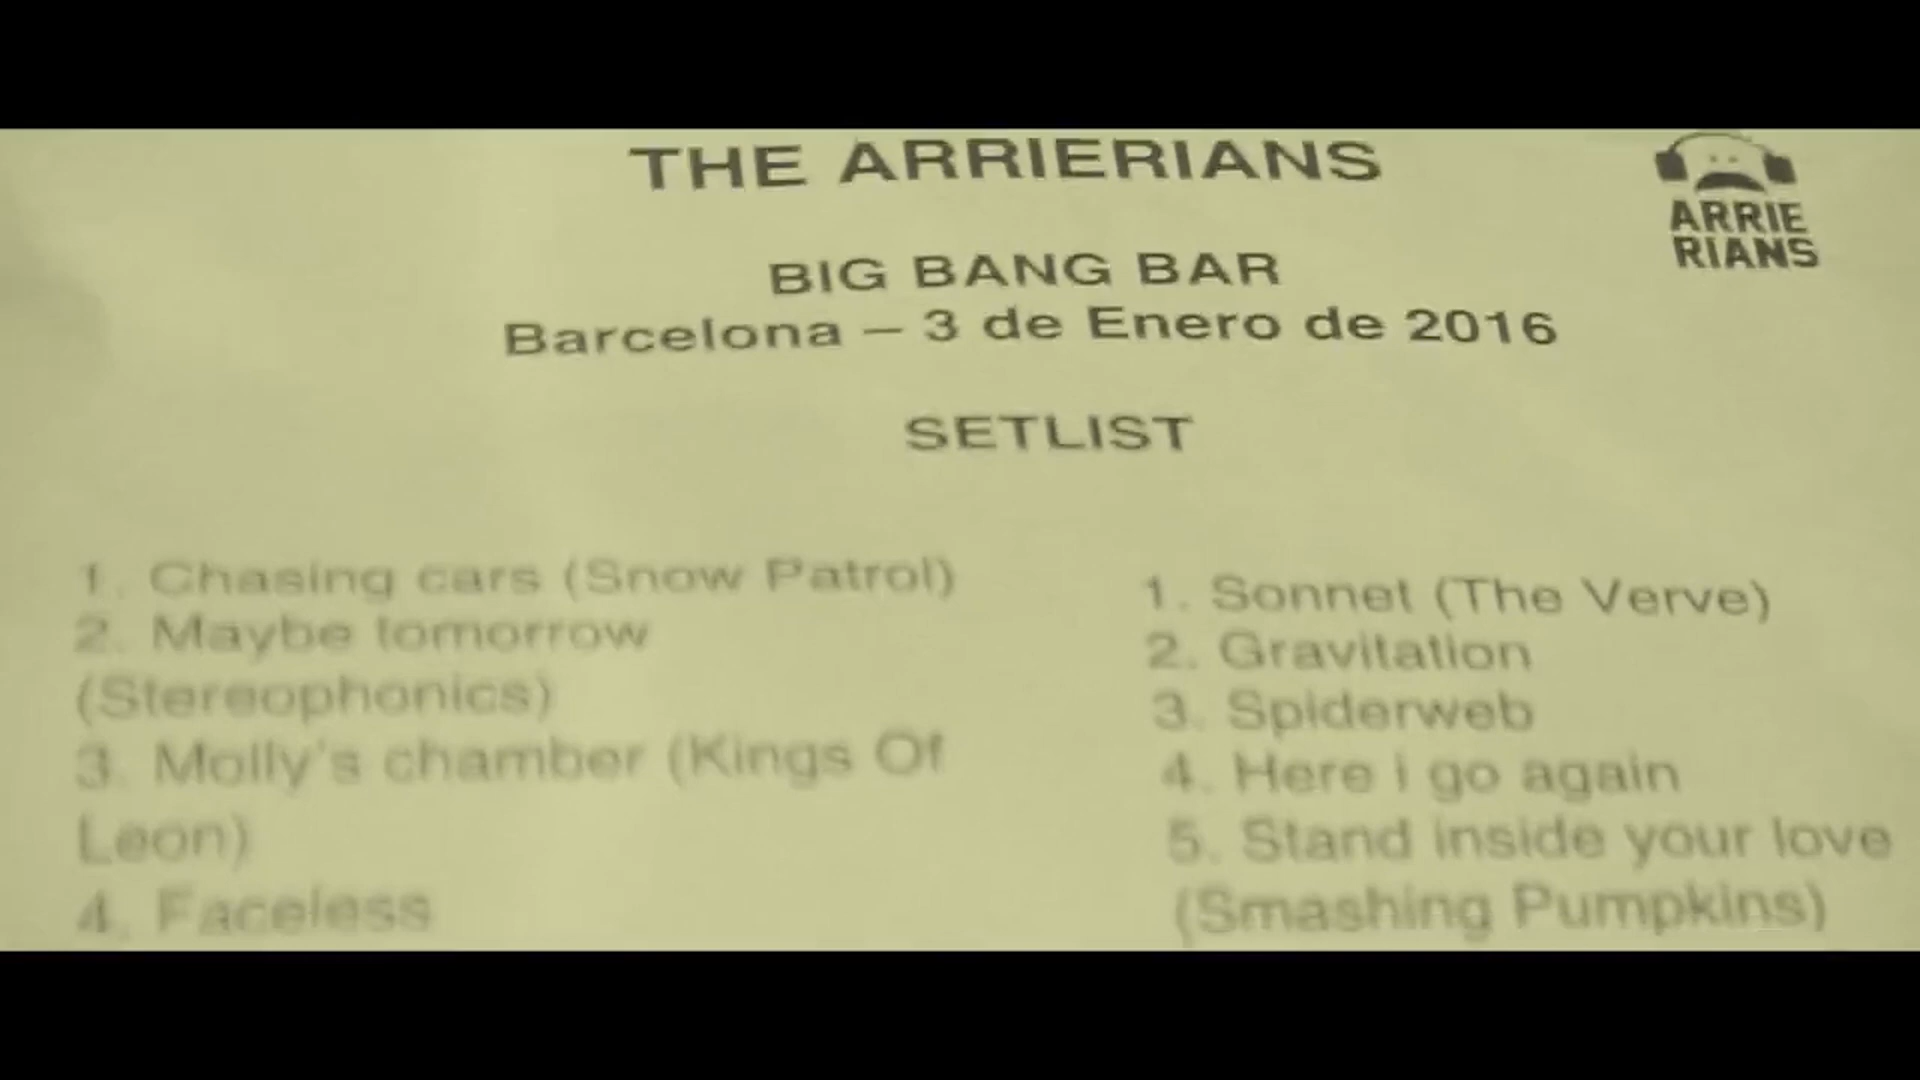 THE ARRIERIANS
ARRIE
RIANS
BIG BANG BAR
Barcelona – 3 de Enero de 2016
SETLIST
1. Chasing cars (Snow Patrol)
2. Maybe tomorrow
(Stereophonics)
3. Molly's chamber (Kings Of
Leon)
4. Faceless
1. Sonnet (The Verve)
2. Gravitation
3. Spiderweb
4. Here i go again
5. Stand inside your love
(Smashing Pumpkins)